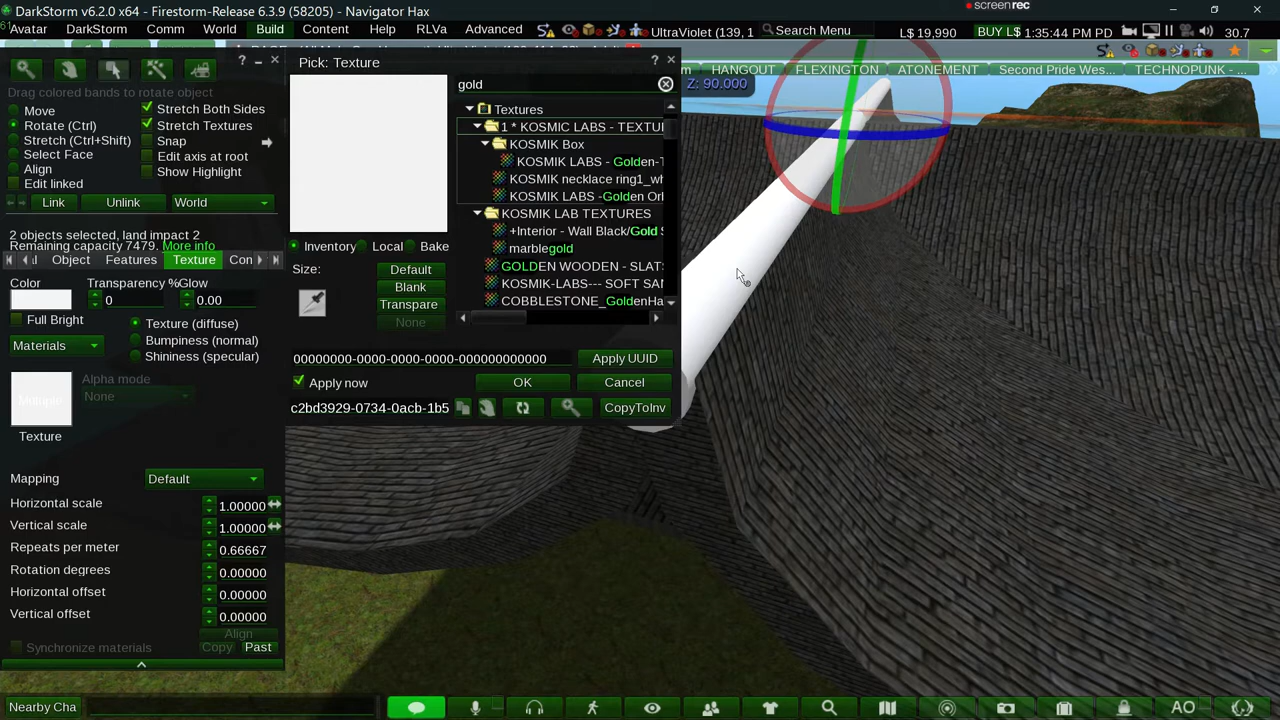 DarkStorm v6.2.0 x64 - Firestorm-Release 6.3.9 (58205) - Navigator Hax
screenrec
61
Avatar DarkStorm Comm World Build Content Help RLVa Advanced UltraViolet (139, 1 Search Menu L$ 19,990 BUY L$ 1:35:44 PM PD 30.7
HANGOUT FLEXINGTON ATONEMENT Second Pride Wes... TECHNOPUNK - ...
Pick: Texture
Drag colored bands to rotate object
Move
Rotate (Ctrl)
Stretch (Ctrl+Shift)
Select Face
Align
Edit linked
Stretch Both Sides
Stretch Textures
Snap
Edit axis at root
Show Highlight
Link Unlink World
2 objects selected, land impact 2
Remaining capacity 7479. More info
Object Features Texture Con
Color Transparency % Glow
0 0.00
Full Bright
Materials
Texture (diffuse)
Bumpiness (normal)
Shininess (specular)
Alpha mode
None
Multiple
Texture
Mapping Default
Horizontal scale 1.00000
Vertical scale 1.00000
Repeats per meter 0.66667
Rotation degrees 0.00000
Horizontal offset 0.00000
Vertical offset 0.00000
Align
Synchronize materials Copy Past
gold
Textures
1 * KOSMIC LABS - TEXTU
KOSMIK Box
KOSMIK LABS - Golden-T
KOSMIK necklace ring1_wh
KOSMIK LABS -Golden Or
KOSMIK LAB TEXTURES
+Interior - Wall Black/Gold S
marblegold
GOLDEN WOODEN - SLAT
KOSMIK-LABS--- SOFT SAN
COBBLESTONE_GoldenHa
Inventory Local Bake
Size:
Default
Blank
Transpare
None
00000000-0000-0000-0000-000000000000 Apply UUID
Apply now OK Cancel
c2bd3929-0734-0acb-1b5 CopyToInv
Z: 90.000
Nearby Cha
AO